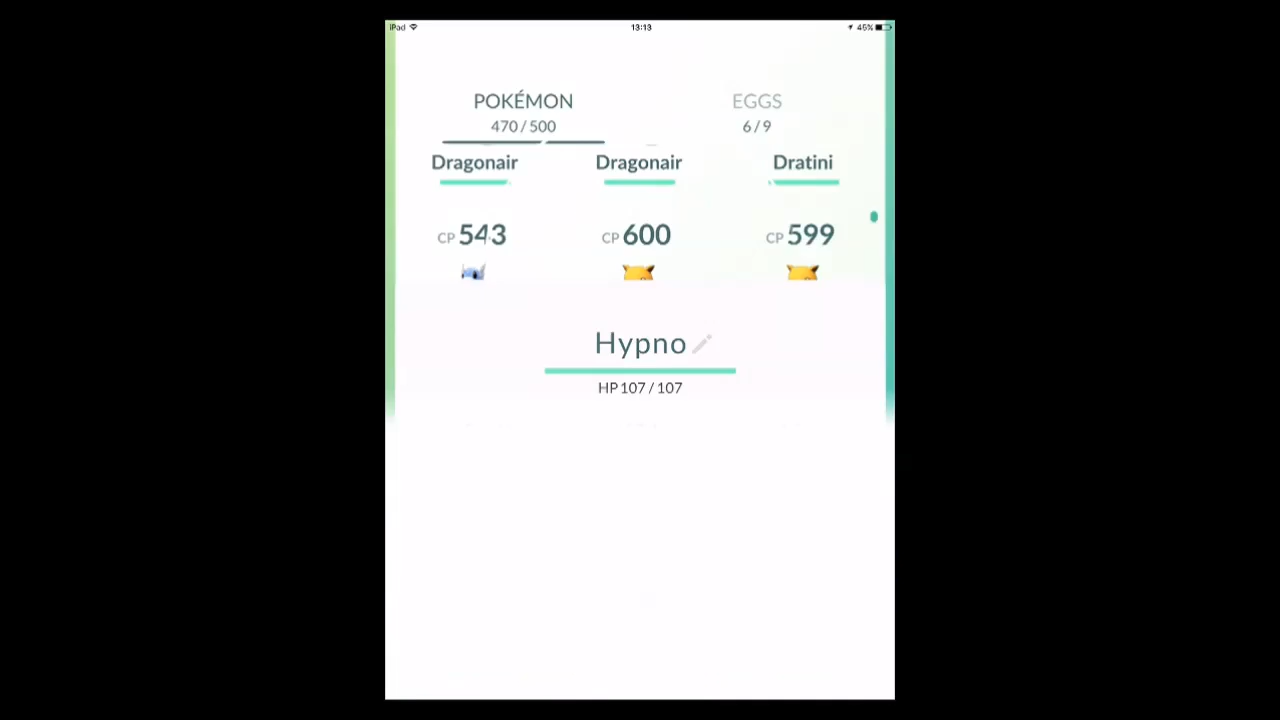 iPad 13:13 45%
POKÉMON EGGS
470 / 500 6 / 9
Dragonair Dragonair Dratini
CP 543 CP 600 CP 599
Hypno
HP 107 / 107